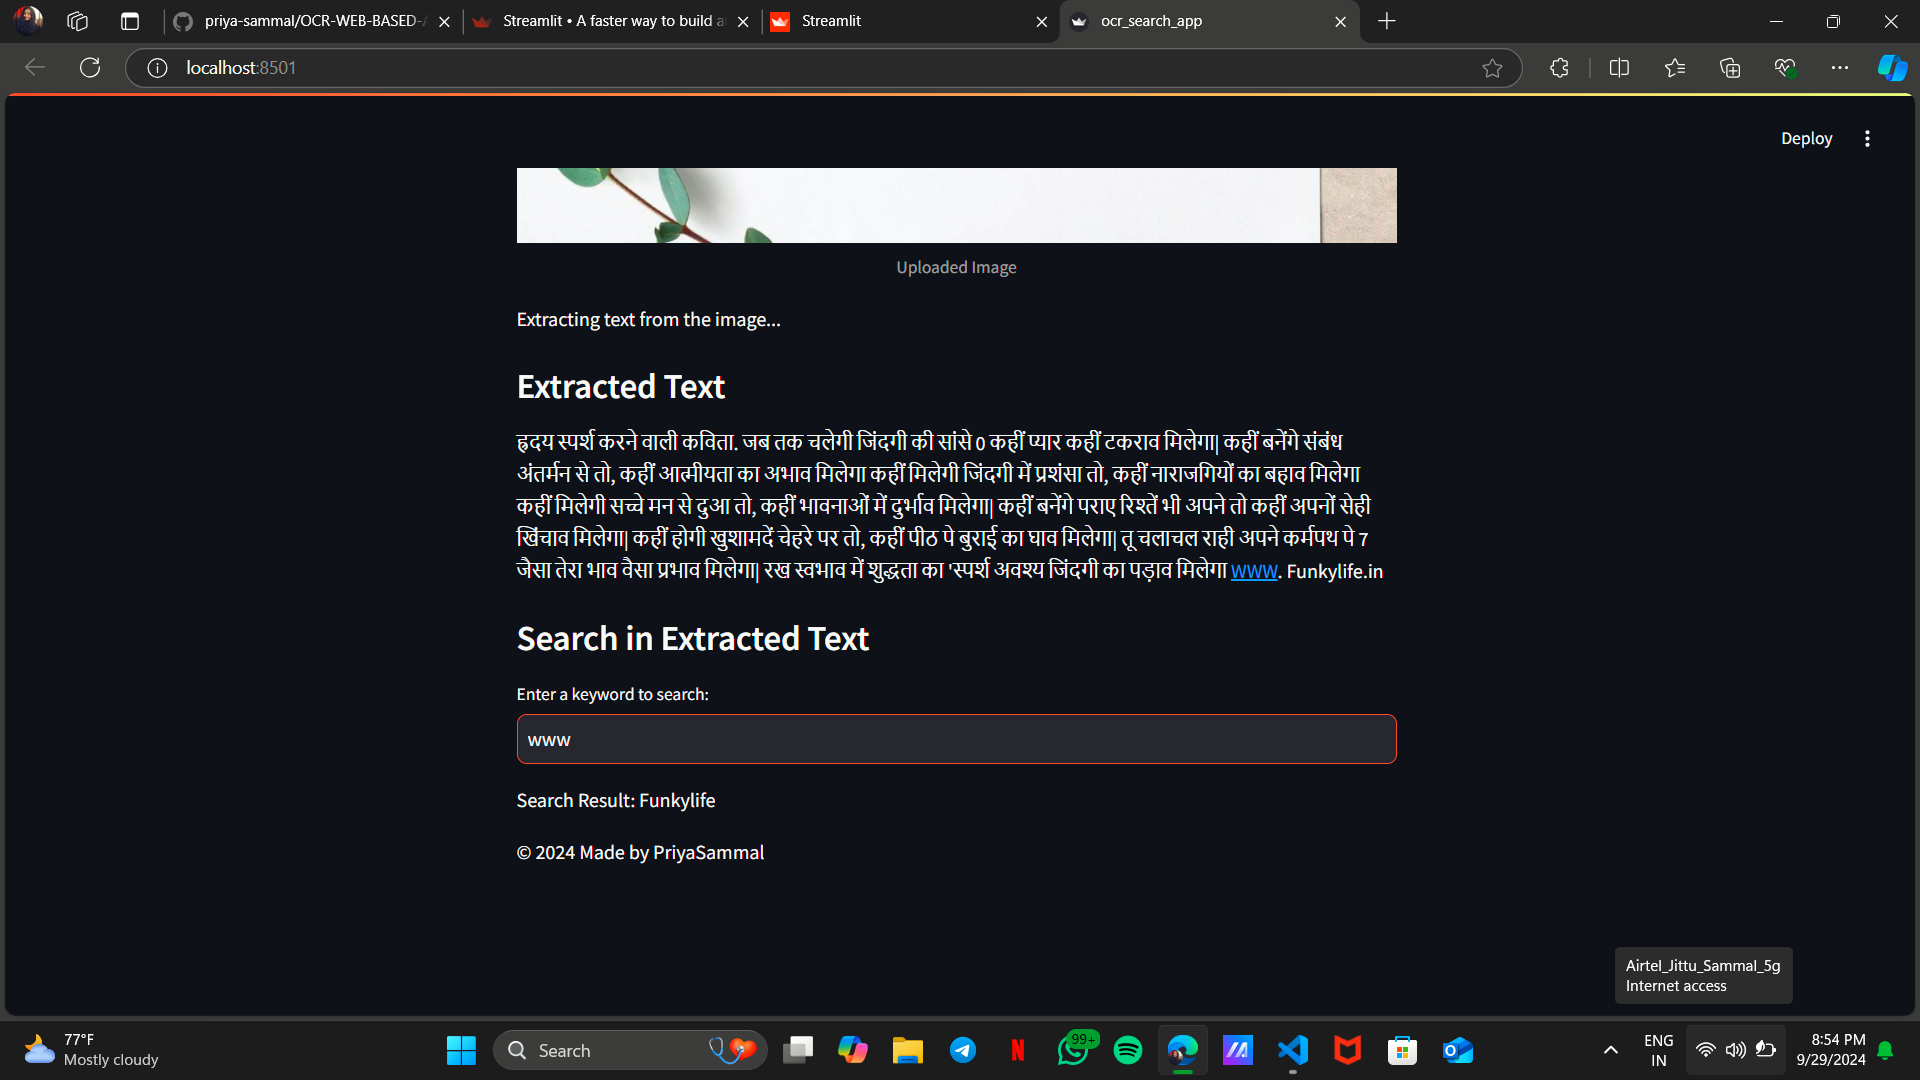 priya-sammal/OCR-WEB-BASED-
Streamlit • A faster way to build a
Streamlit
ocr_search_app
localhost:8501
Deploy
Uploaded Image
Extracting text from the image...
Extracted Text
हृदय स्पर्श करने वाली कविता. जब तक चलेगी जिंदगी की सांसे 0 कहीं प्यार कहीं टकराव मिलेगा| कहीं बनेंगे संबंध
अंतर्मन से तो, कहीं आत्मीयता का अभाव मिलेगा कहीं मिलेगी जिंदगी में प्रशंसा तो, कहीं नाराजगियों का बहाव मिलेगा
कहीं मिलेगी सच्चे मन से दुआ तो, कहीं भावनाओं में दुर्भाव मिलेगा| कहीं बनेंगे पराए रिश्तें भी अपने तो कहीं अपनों सेही
खिंचाव मिलेगा| कहीं होगी खुशामदें चेहरे पर तो, कहीं पीठ पे बुराई का घाव मिलेगा| तू चलाचल राही अपने कर्मपथ पे 7
जैसा तेरा भाव वैसा प्रभाव मिलेगा| रख स्वभाव में शुद्धता का 'स्पर्श अवश्य जिंदगी का पड़ाव मिलेगा WWW. Funkylife.in
Search in Extracted Text
Enter a keyword to search:
www
Search Result: Funkylife
© 2024 Made by PriyaSammal
Airtel_Jittu_Sammal_5g
Internet access
77°F
Mostly cloudy
Search
99+
ENG
IN
8:54 PM
9/29/2024